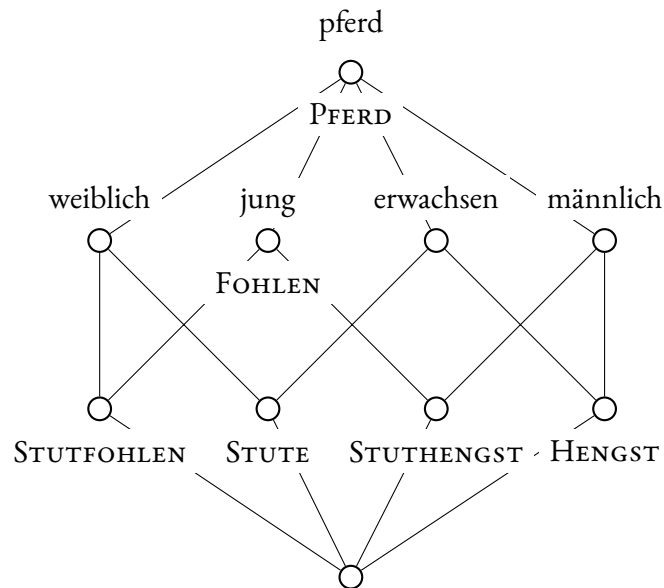 pferd
Pferd
weiblich jung erwachsen männlich
Fohlen
Stutfohlen Stute Stuthengst Hengst